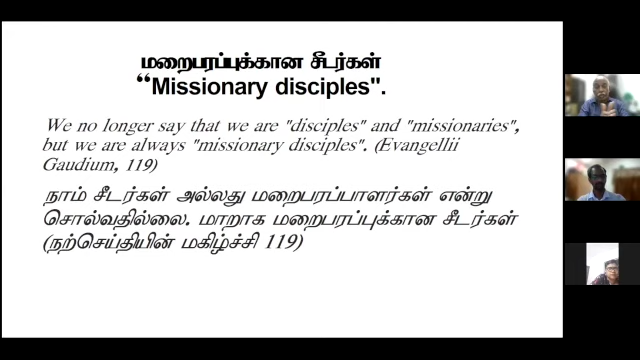 மறைபரப்புக்கான சீடர்கள்
“Missionary disciples".
We no longer say that we are "disciples" and "missionaries",
but we are always "missionary disciples". (Evangellii
Gaudium, 119)
நாம் சீடர்கள் அல்லது மறைபரப்பாளர்கள் என்று
சொல்வதில்லை. மாறாக மறைபரப்புக்கான சீடர்கள்
(நற்செய்தியின் மகிழ்ச்சி 119)